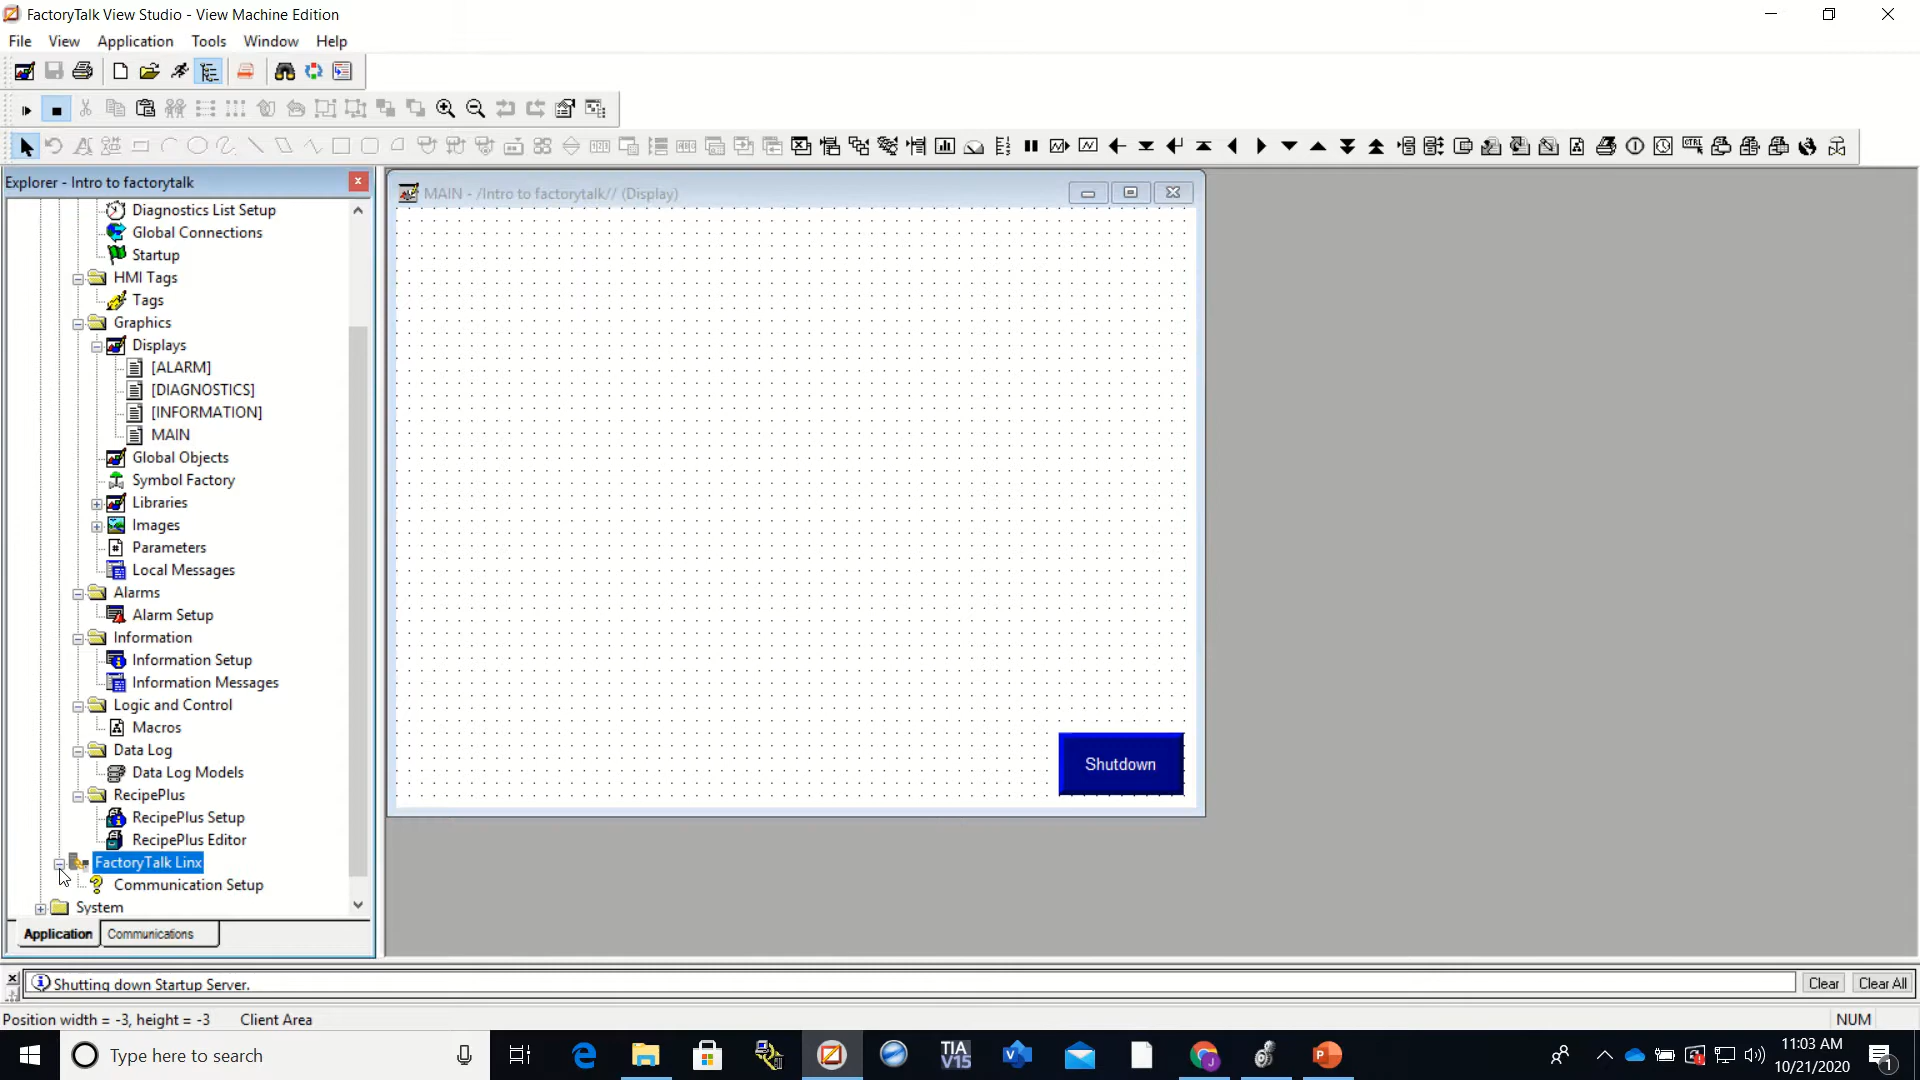 FactoryTalk View Studio - View Machine Edition
File View Application Tools Window Help
Explorer - Intro to factorytalk
MAIN - /Intro to factorytalk// (Display)
Diagnostics List Setup
Global Connections
Startup
HMI Tags
Tags
Graphics
Displays
[ALARM]
[DIAGNOSTICS]
[INFORMATION]
MAIN
Global Objects
Symbol Factory
Libraries
Images
Parameters
Local Messages
Alarms
Alarm Setup
Information
Information Setup
Information Messages
Logic and Control
Macros
Data Log
Data Log Models
RecipePlus
RecipePlus Setup
RecipePlus Editor
FactoryTalk Linx
Communication Setup
System
Application Communications
Shutdown
Shutting down Startup Server.
Clear Clear All
Position width = -3, height = -3 Client Area
NUM
Type here to search
TIA
V15
11:03 AM
10/21/2020
1